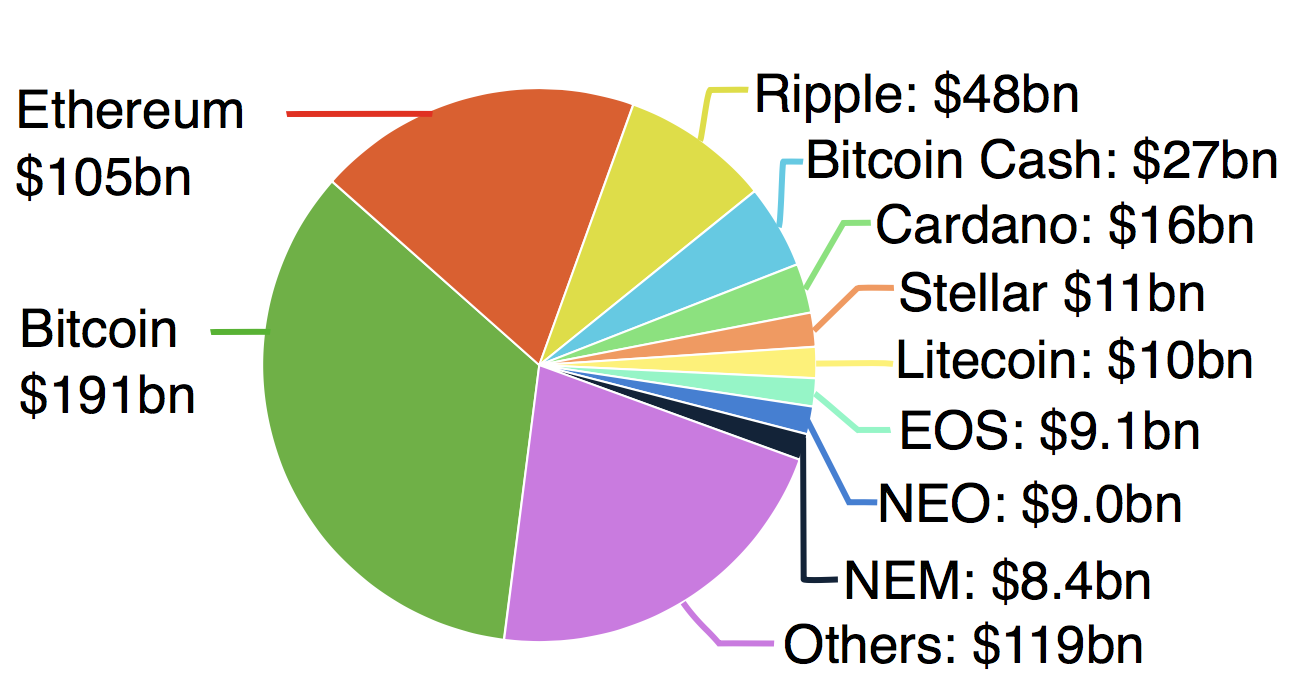 Ethereum
$105bn
Bitcoin
$191bn
Ripple: $48bn
Bitcoin Cash: $27bn
Cardano: $16bn
Stellar $11bn
Litecoin: $10bn
EOS: $9.1bn
NEO: $9.0bn
NEM: $8.4bn
Others: $119bn